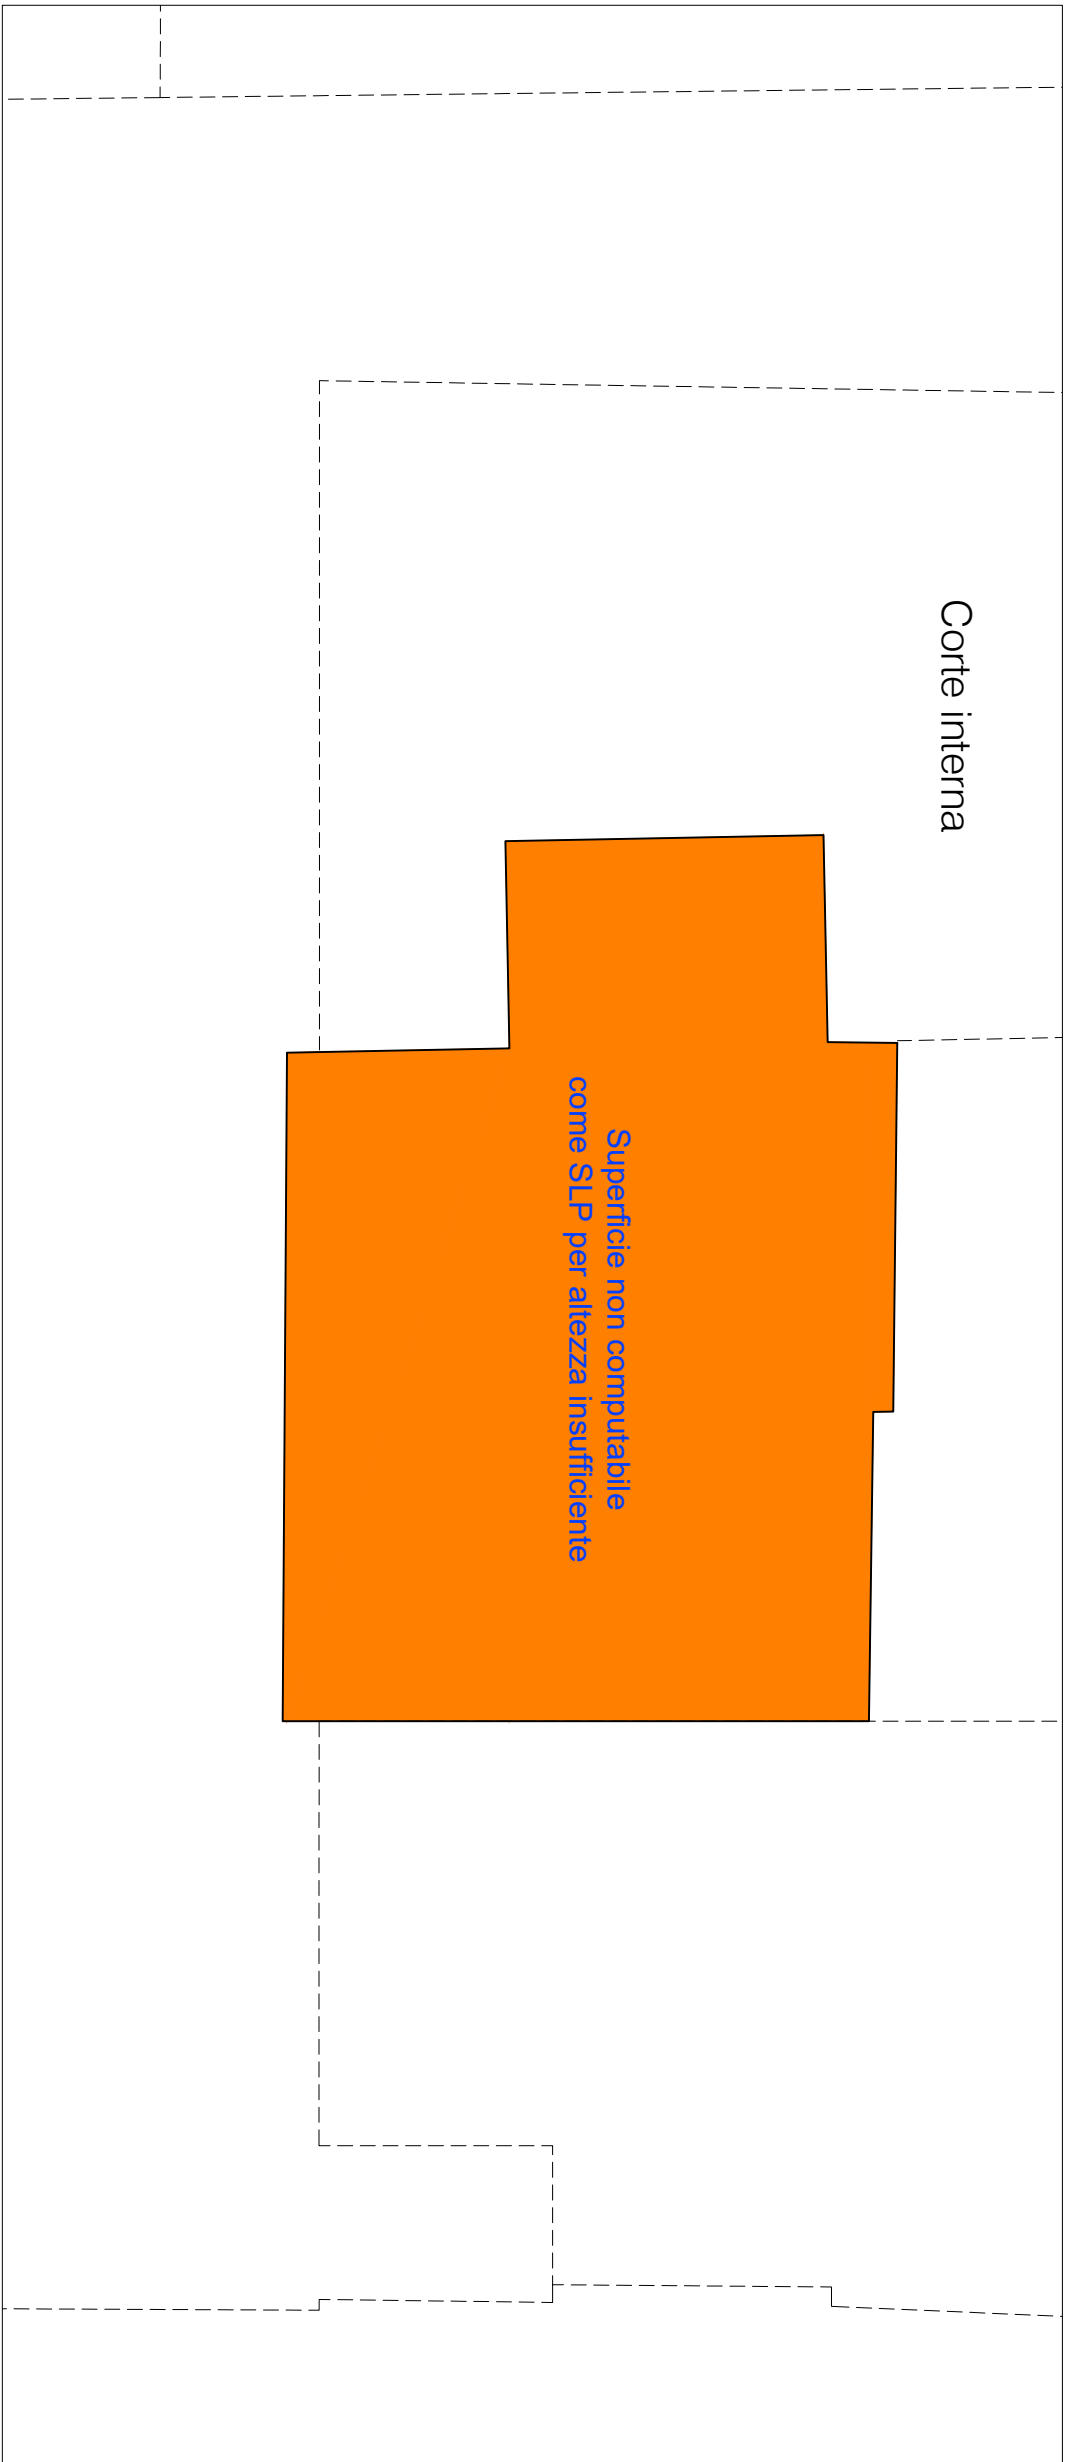 Corte interna
Superficie non computabile
come SLP per altezza insufficiente